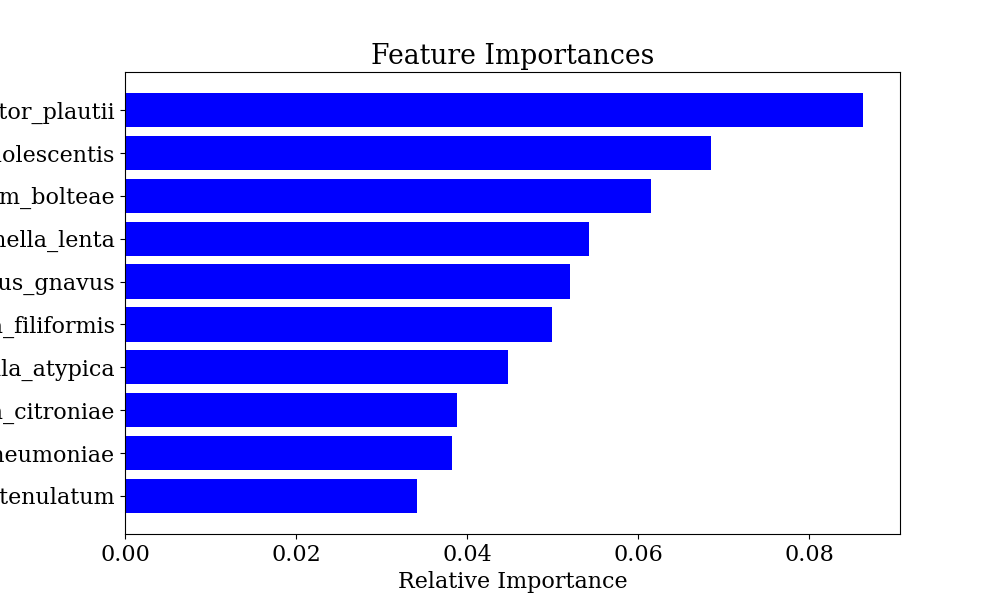 Feature Importances
tor_plautii
olescentis
m_bolteae
nella_lenta
us_gnavus
_filiformis
lla_atypica
_citroniae
neumoniae
tenulatum
0.00 0.02 0.04 0.06 0.08
Relative Importance